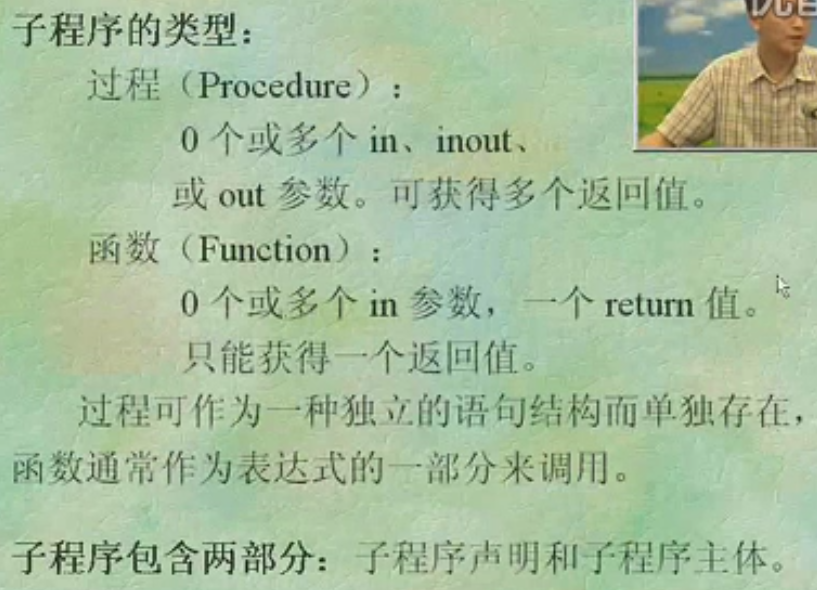 子程序的类型：
过程（Procedure）：
0 个或多个 in、inout、
或 out 参数。可获得多个返回值。
函数（Function）：
0 个或多个 in 参数，一个 return 值。
只能获得一个返回值。
过程可作为一种独立的语句结构而单独存在，
函数通常作为表达式的一部分来调用。
子程序包含两部分：子程序声明和子程序主体。